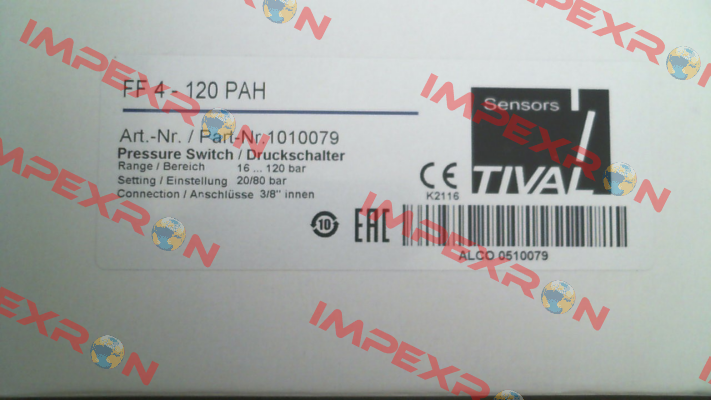 FF 4 - 120 PAH
Art.-Nr. / Part-Nr 1010079
Pressure Switch / Druckschalter
Range / Bereich 16 ... 120 bar
Setting / Einstellung 20/80 bar
Connection / Anschlüsse 3/8" innen
Sensors
TIVAL
CE
K2116
10
EAC
ALCO 0510079
IMPEXRON
IMPEXRON
IMPEXRON
IMPEXRON
IMPEXRON
IMPEXRON
IMPEXRON